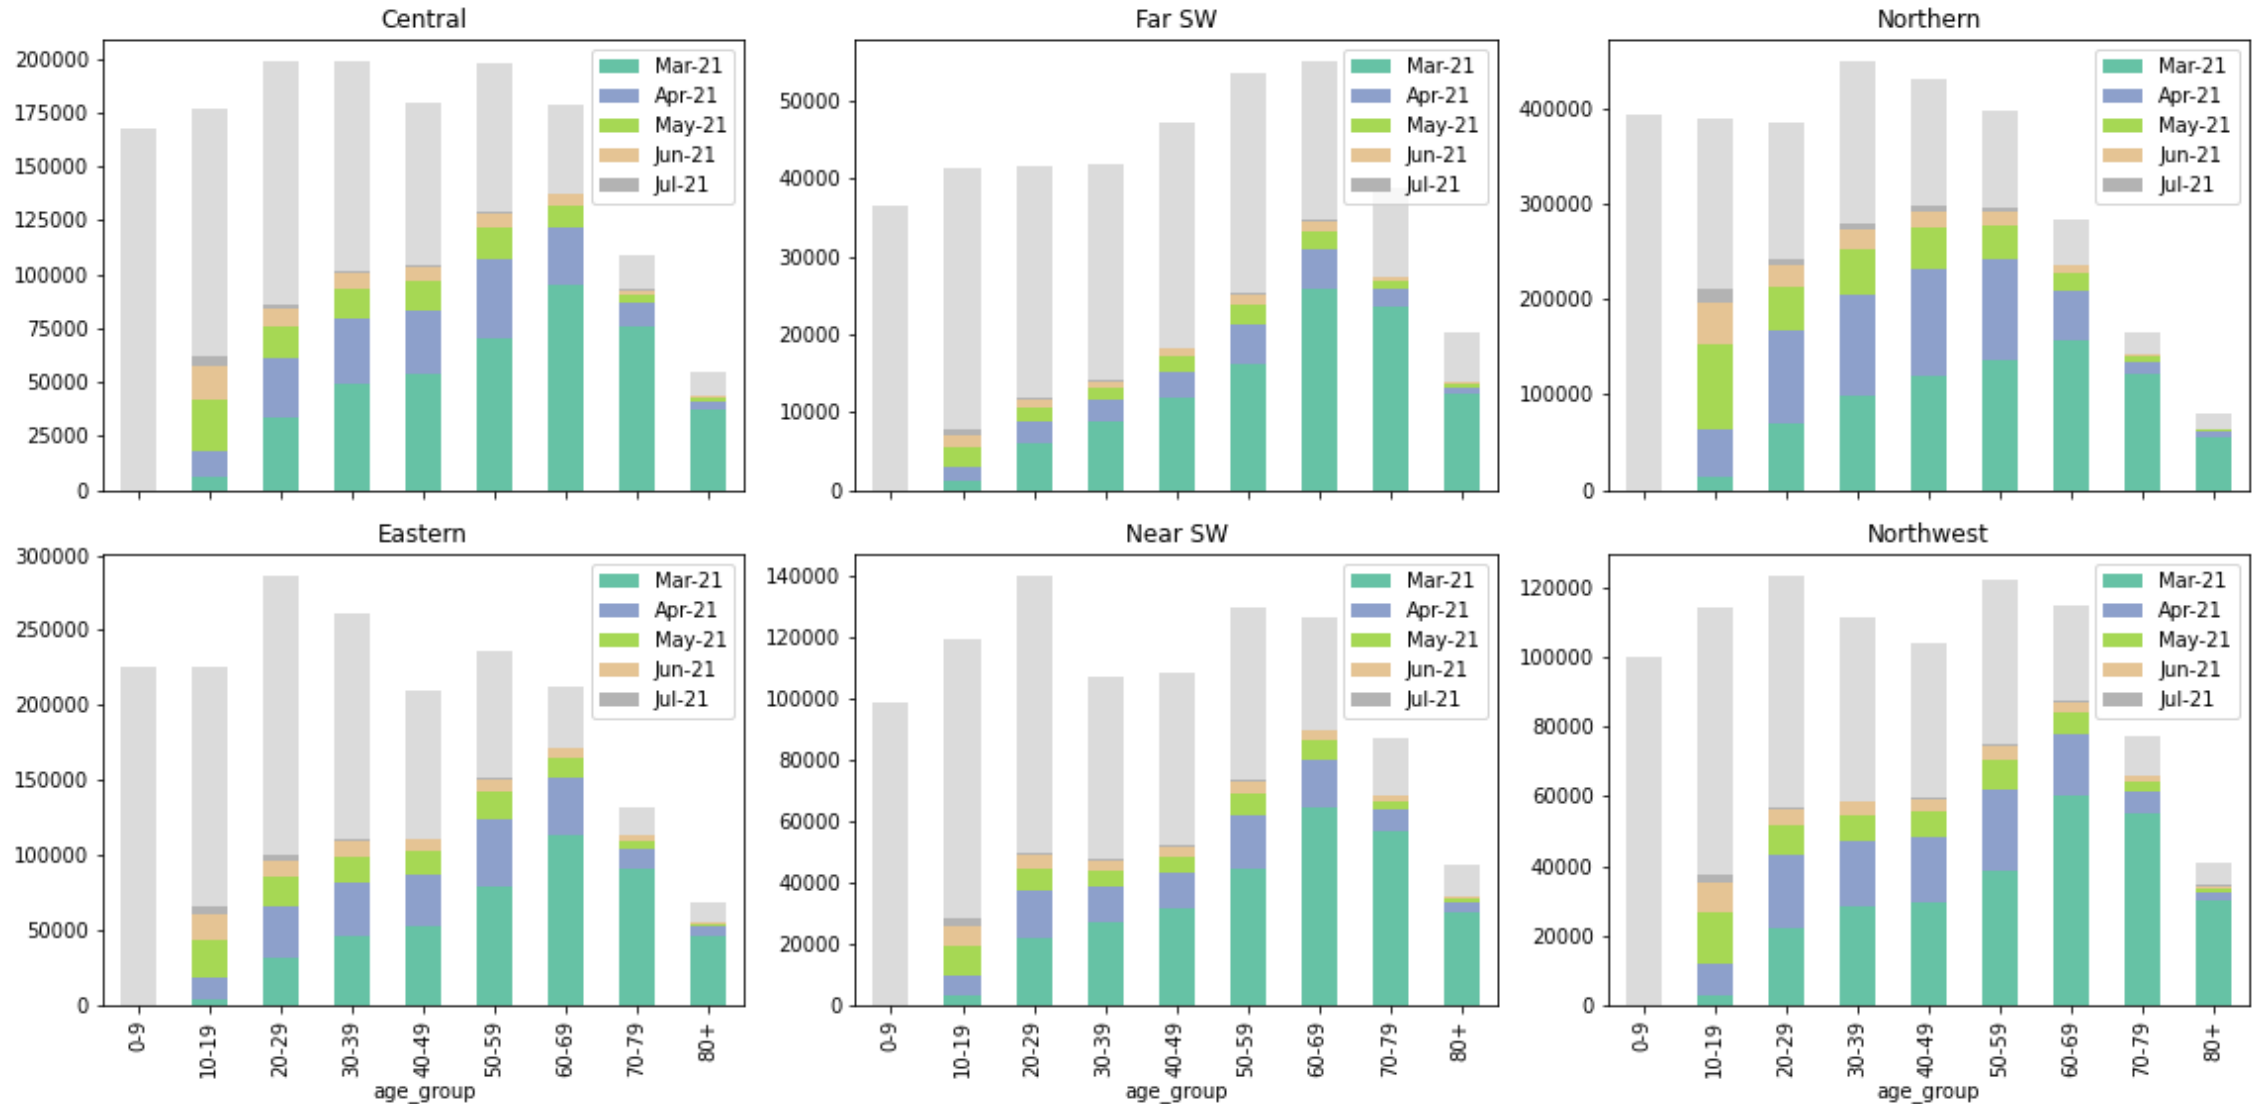 Central
200000
175000
150000
125000
100000
75000
50000
25000
0
Mar-21
Apr-21
May-21
Jun-21
Jul-21
Far SW
50000
40000
30000
20000
10000
0
Mar-21
Apr-21
May-21
Jun-21
Jul-21
Northern
400000
300000
200000
100000
0
Mar-21
Apr-21
May-21
Jun-21
Jul-21
Eastern
300000
250000
200000
150000
100000
50000
0
Mar-21
Apr-21
May-21
Jun-21
Jul-21
0-9
10-19
20-29
30-39
40-49
50-59
60-69
70-79
80+
age_group
Near SW
140000
120000
100000
80000
60000
40000
20000
0
Mar-21
Apr-21
May-21
Jun-21
Jul-21
0-9
10-19
20-29
30-39
40-49
50-59
60-69
70-79
80+
age_group
Northwest
120000
100000
80000
60000
40000
20000
0
Mar-21
Apr-21
May-21
Jun-21
Jul-21
0-9
10-19
20-29
30-39
40-49
50-59
60-69
70-79
80+
age_group